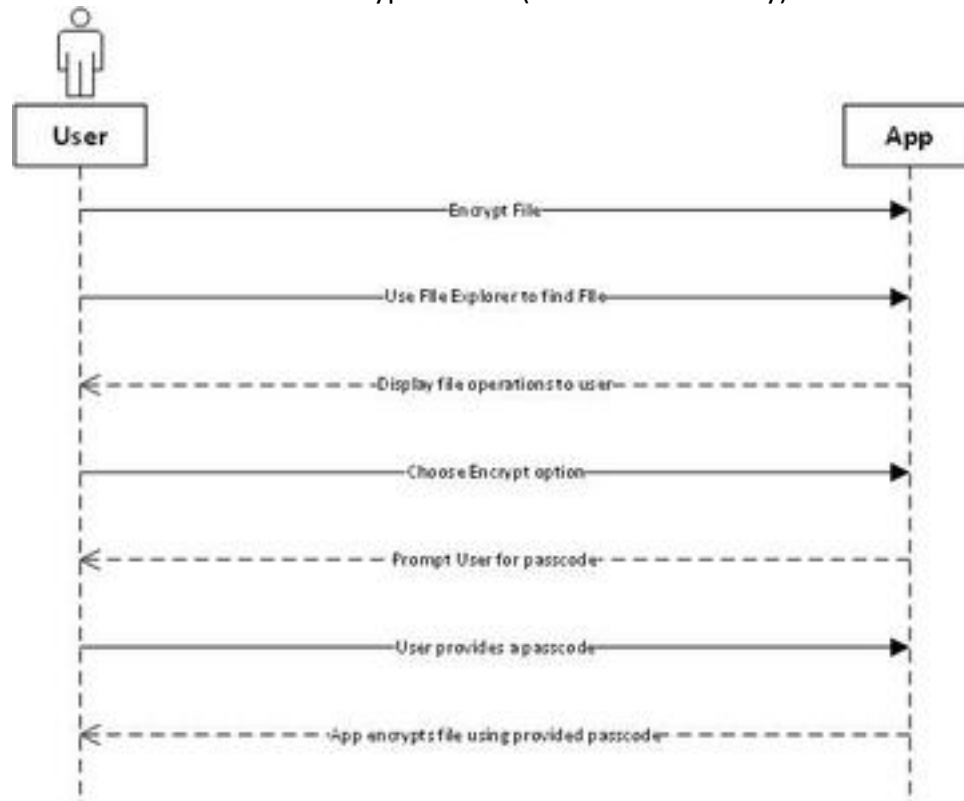 User
App
Encrypt File
Use File Explorer to find File
Display file operations to user
Choose Encrypt option
Prompt User for passcode
User provides a passcode
App encrypts file using provided passcode